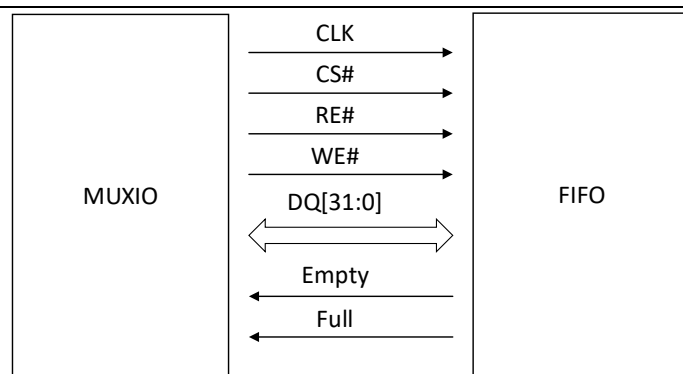 CLK
CS#
RE#
WE#
MUXIO
DQ[31:0]
FIFO
Empty
Full